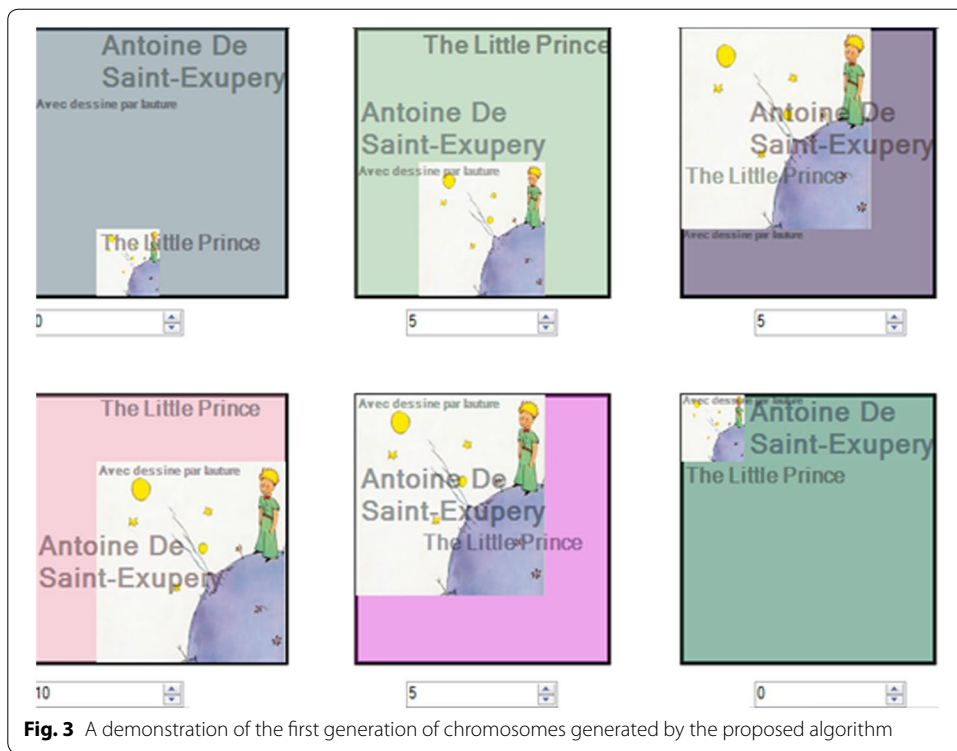 Antoine De
Saint-Exupery
Avec dessine par lauture
The Little Prince
0
The Little Prince
Antoine De
Saint-Exupery
Avec dessine par lauture
5
Antoine De
Saint-Exupery
The Little Prince
Avec dessine par lauture
5
The Little Prince
Avec dessine par lauture
Antoine De
Saint-Exupery
10
Avec dessine par lauture
Antoine De
Saint-Exupery
The Little Prince
5
Avec dessine par lauture
Antoine De
Saint-Exupery
The Little Prince
0
Fig. 3 A demonstration of the first generation of chromosomes generated by the proposed algorithm